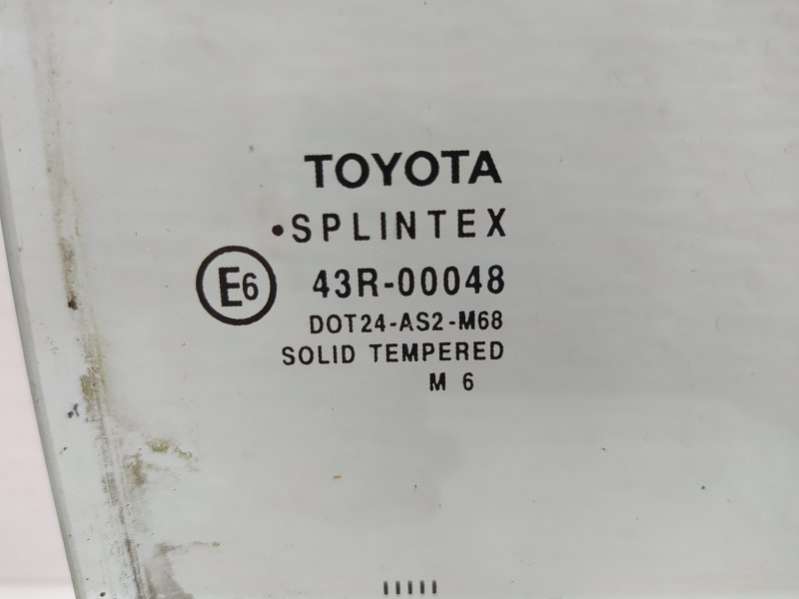 TOYOTA
•SPLINTEX
E6 43R-00048
DOT24-AS2-M68
SOLID TEMPERED
M 6